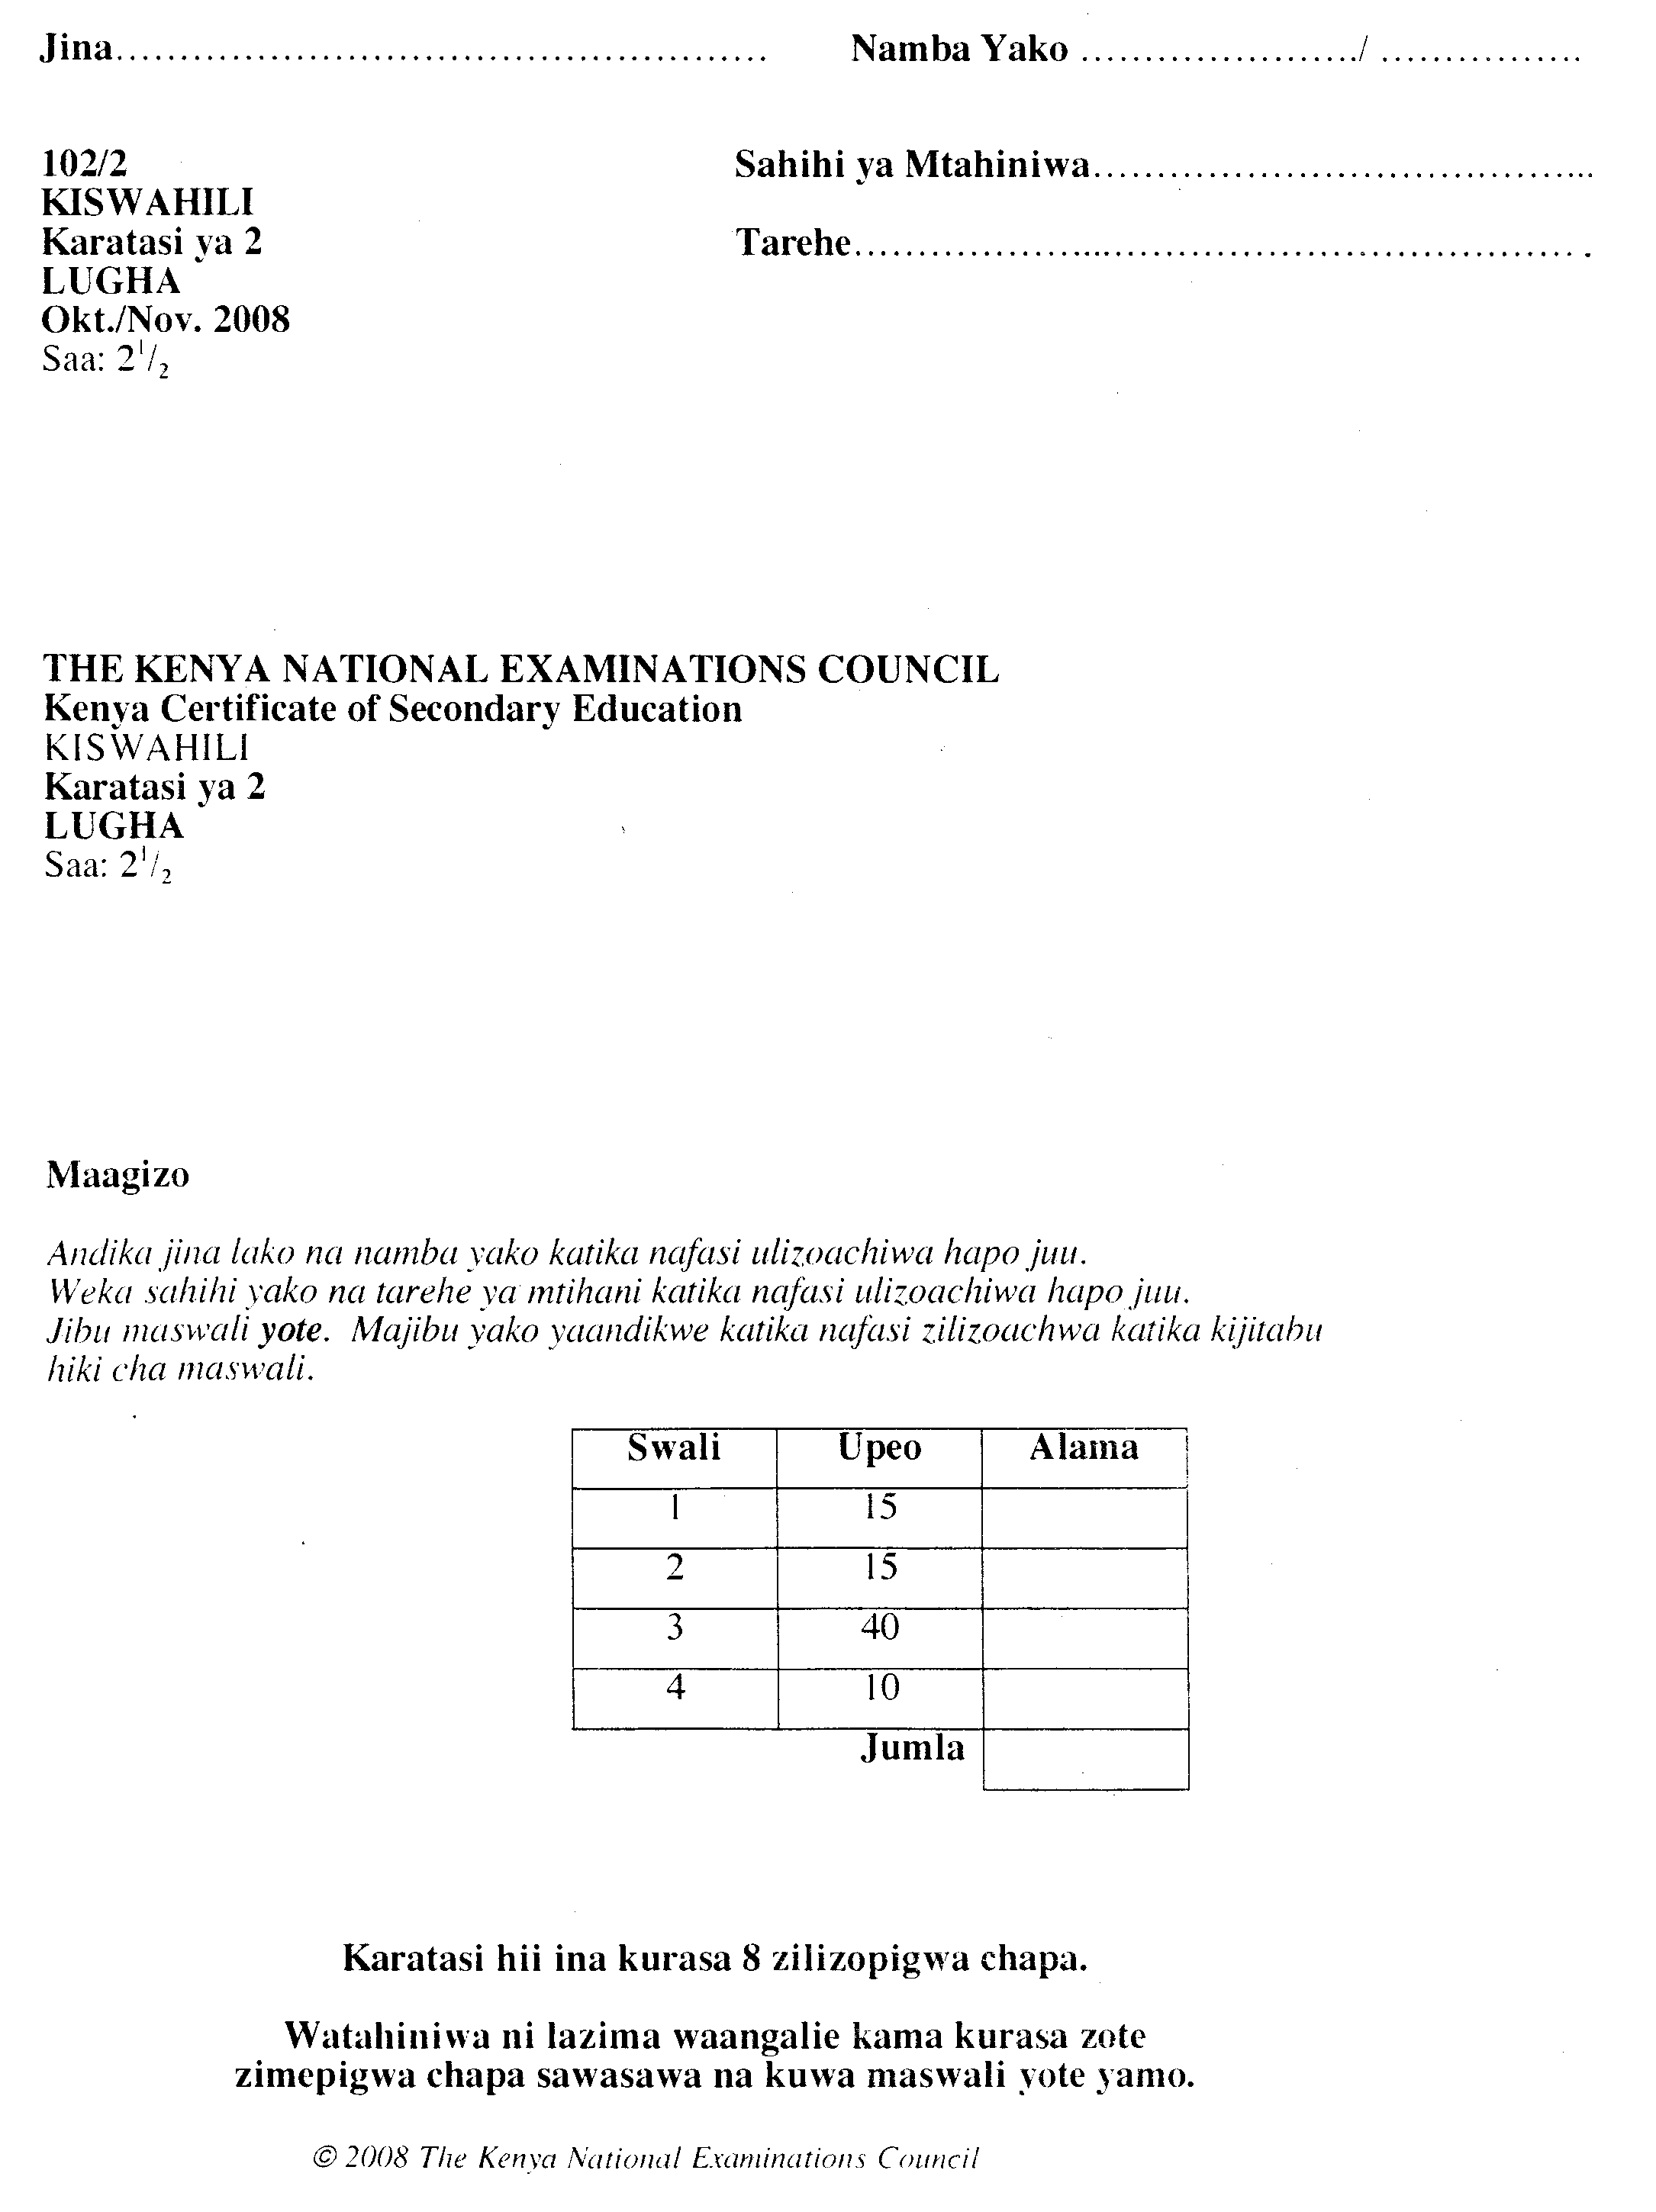 Jina.................................................... Namba Yako ....................../ ................
102/2 Sahihi ya Mtahiniwa.......................................
KISWAHILI
Karatasi ya 2 Tarehe.......................................................... .
LUGHA
Okt./Nov. 2008
Saa: 2 1/2
THE KENYA NATIONAL EXAMINATIONS COUNCIL
Kenya Certificate of Secondary Education
KISWAHILI
Karatasi ya 2
LUGHA
Saa: 2 1/2
Maagizo
Andika jina lako na namba yako katika nafasi ulizoachiwa hapo juu.
Weka sahihi yako na tarehe ya mtihani katika nafasi ulizoachiwa hapo juu.
Jibu maswali yote. Majibu yako yaandikwe katika nafasi zilizoachwa katika kijitabu
hiki cha maswali.
Swali Upeo Alama
1 15
2 15
3 40
4 10
Jumla
Karatasi hii ina kurasa 8 zilizopigwa chapa.
Watahiniwa ni lazima waangalie kama kurasa zote
zimepigwa chapa sawasawa na kuwa maswali yote yamo.
© 2008 The Kenya National Examinations Council